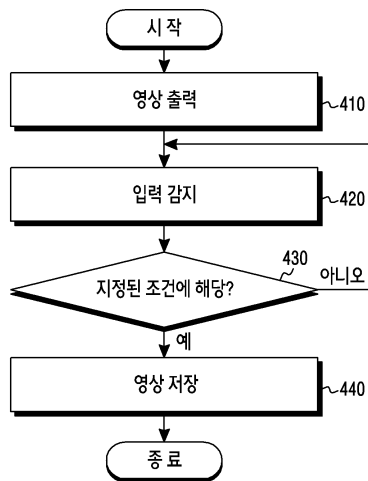 시작
영상 출력
410
입력 감지
420
430
지정된 조건에 해당?
아니오
예
영상 저장
440
종료